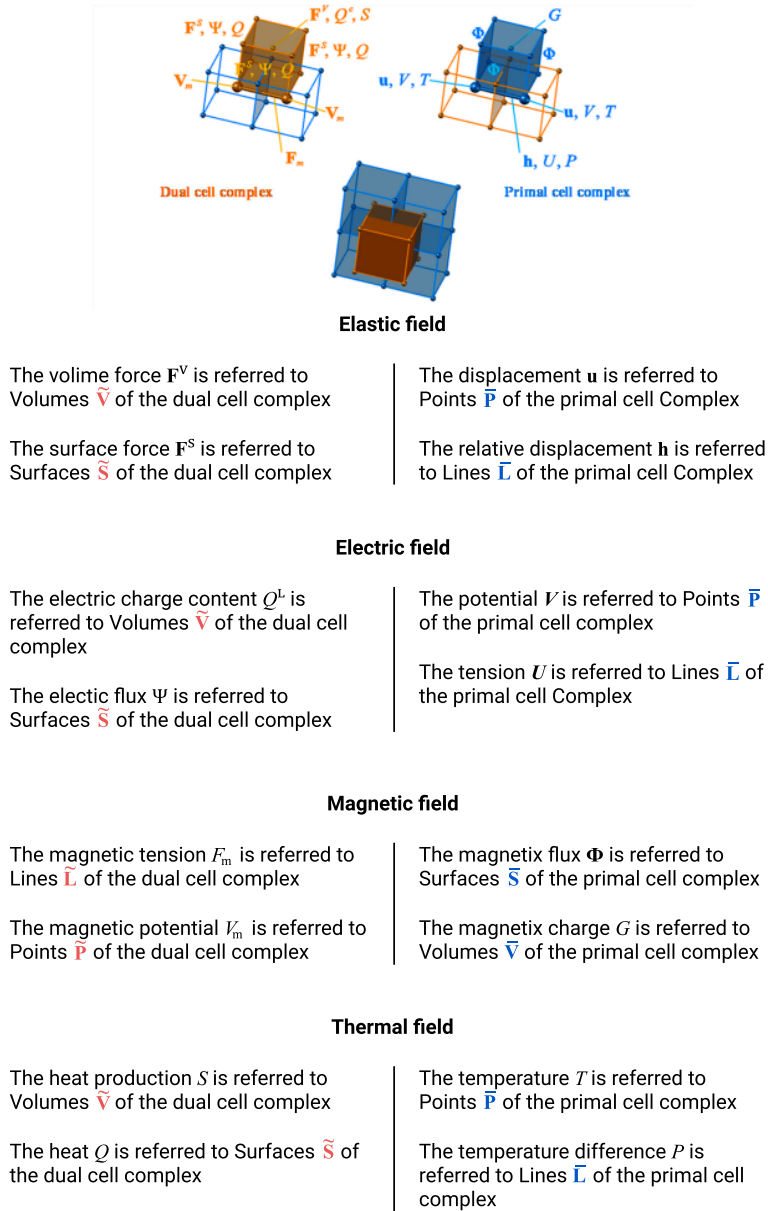 F^V, Q^c, S
F^S, Ψ, Q
F^S, Ψ, Q
F^S, Ψ, Q
V_m
V_m
F_m
Dual cell complex
G
Φ
Φ
Φ
u, V, T
u, V, T
h, U, P
Primal cell complex
Elastic field
The volime force F^V is referred to
Volumes Ṽ of the dual cell complex
The surface force F^S is referred to
Surfaces S̃ of the dual cell complex
The displacement u is referred to
Points P̅ of the primal cell Complex
The relative displacement h is referred
to Lines L̅ of the primal cell Complex
Electric field
The electric charge content Q^L is
referred to Volumes Ṽ of the dual cell
complex
The electic flux Ψ is referred to
Surfaces S̃ of the dual cell complex
The potential V is referred to Points P̅
of the primal cell complex
The tension U is referred to Lines L̅ of
the primal cell Complex
Magnetic field
The magnetic tension F_m is referred to
Lines L̃ of the dual cell complex
The magnetic potential V_m is referred to
Points P̃ of the dual cell complex
The magnetix flux Φ is referred to
Surfaces S̅ of the primal cell complex
The magnetix charge G is referred to
Volumes V̅ of the primal cell complex
Thermal field
The heat production S is referred to
Volumes Ṽ of the dual cell complex
The heat Q is referred to Surfaces S̃ of
the dual cell complex
The temperature T is referred to
Points P̅ of the primal cell complex
The temperature difference P is
referred to Lines L̅ of the primal cell
complex